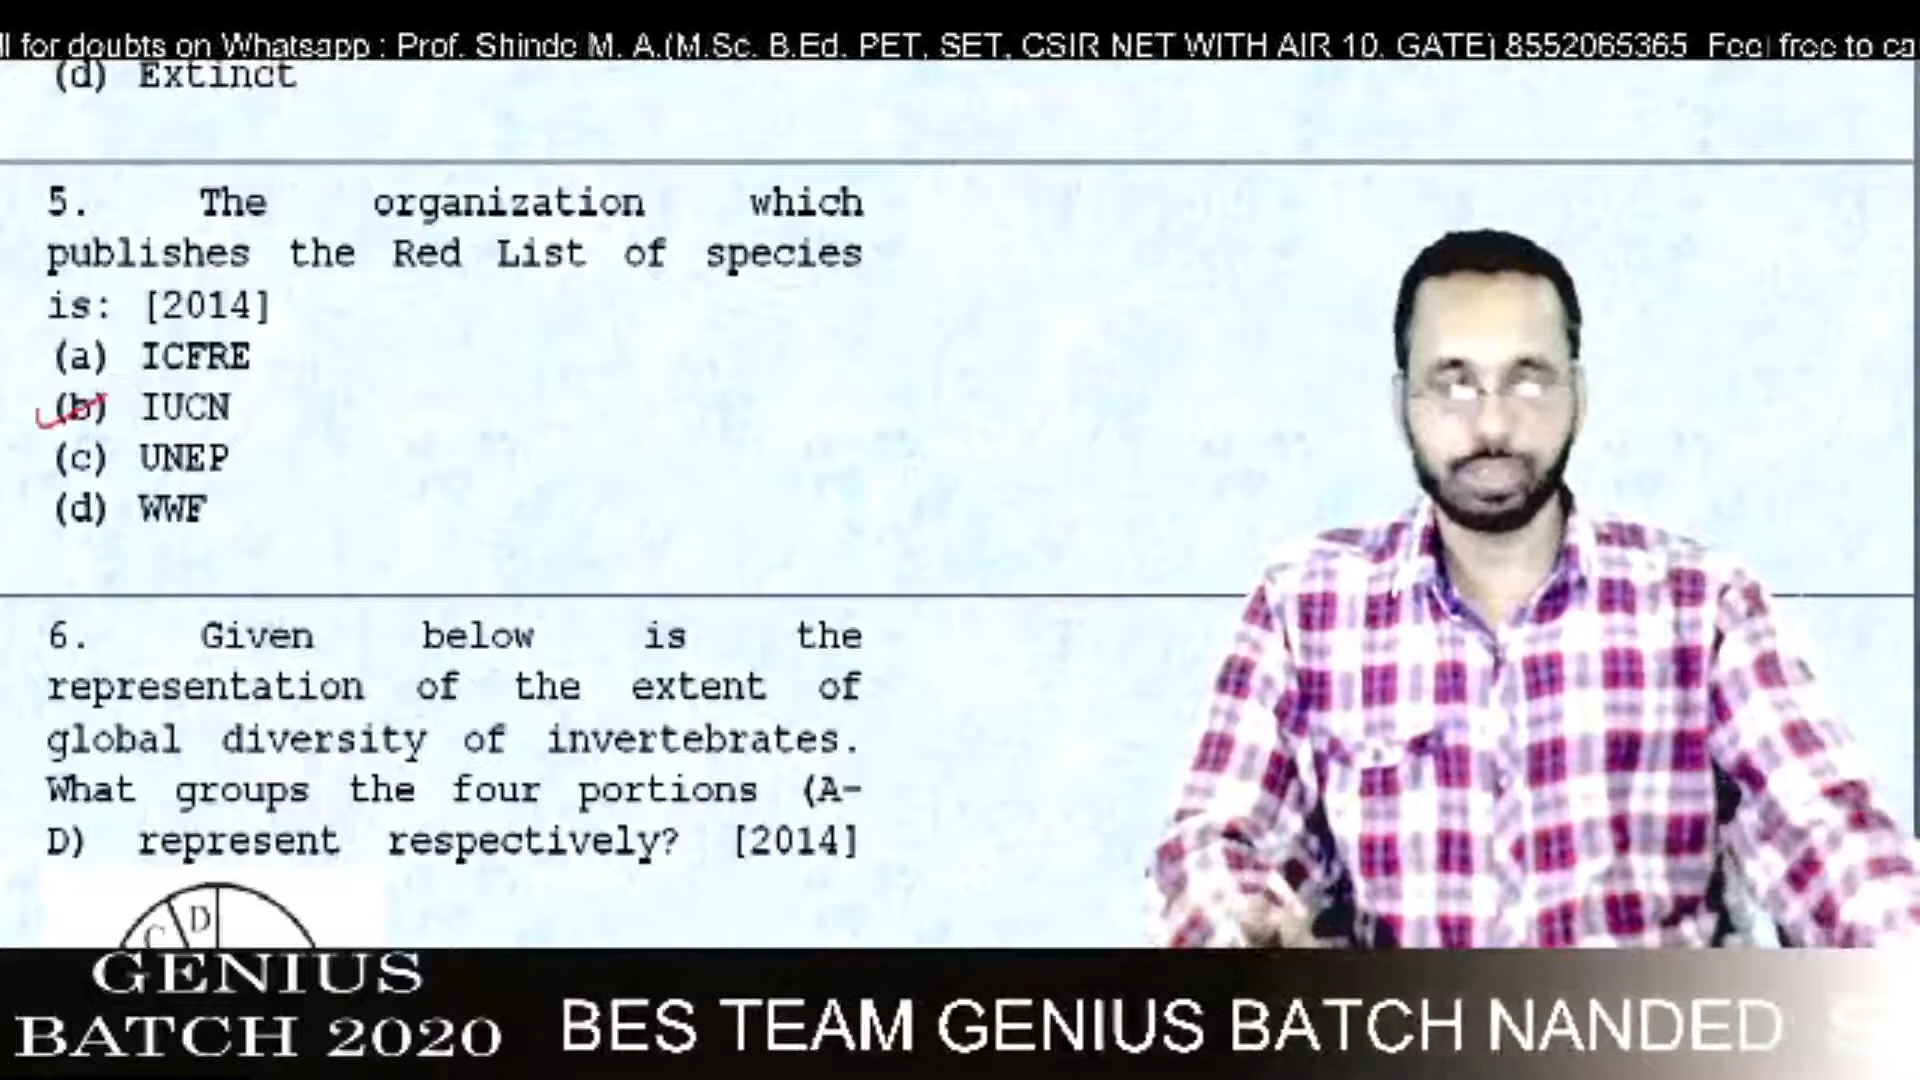 ll for doubts on Whatsapp : Prof. Shinde M. A.(M.Sc. B.Ed. PET, SET, CSIR NET WITH AIR 10, GATE) 8552065365 Feel free to ca
(d) Extinct
5. The organization which
publishes the Red List of species
is: [2014]
(a) ICFRE
(b) IUCN
(c) UNEP
(d) WWF
6. Given below is the
representation of the extent of
global diversity of invertebrates.
What groups the four portions (A-
D) represent respectively? [2014]
C D
GENIUS
BATCH 2020
BES TEAM GENIUS BATCH NANDED S